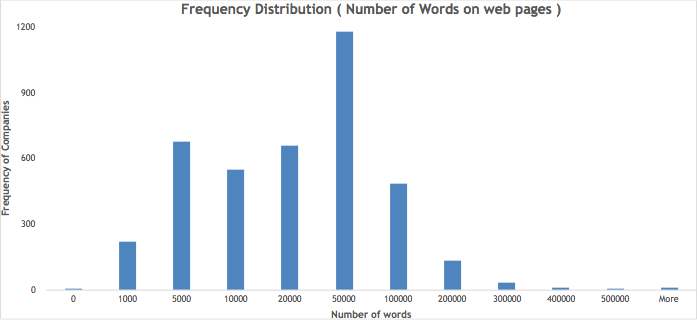 Frequency Distribution ( Number of Words on web pages )
Frequency of Companies
1200
900
600
300
0
0 1000 5000 10000 20000 50000 100000 200000 300000 400000 500000 More
Number of words